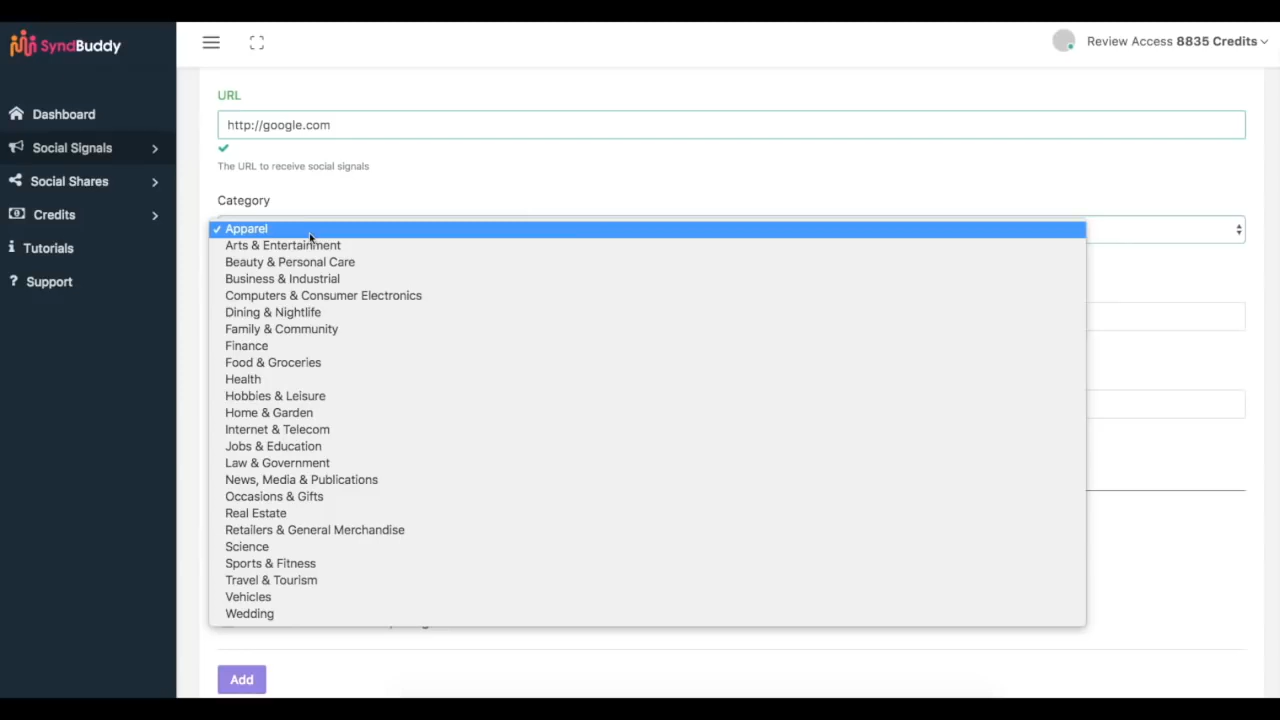 SyndBuddy
Review Access 8835 Credits
Dashboard
Social Signals
Social Shares
Credits
Tutorials
Support
URL
http://google.com
The URL to receive social signals
Category
Apparel
Arts & Entertainment
Beauty & Personal Care
Business & Industrial
Computers & Consumer Electronics
Dining & Nightlife
Family & Community
Finance
Food & Groceries
Health
Hobbies & Leisure
Home & Garden
Internet & Telecom
Jobs & Education
Law & Government
News, Media & Publications
Occasions & Gifts
Real Estate
Retailers & General Merchandise
Science
Sports & Fitness
Travel & Tourism
Vehicles
Wedding
Add